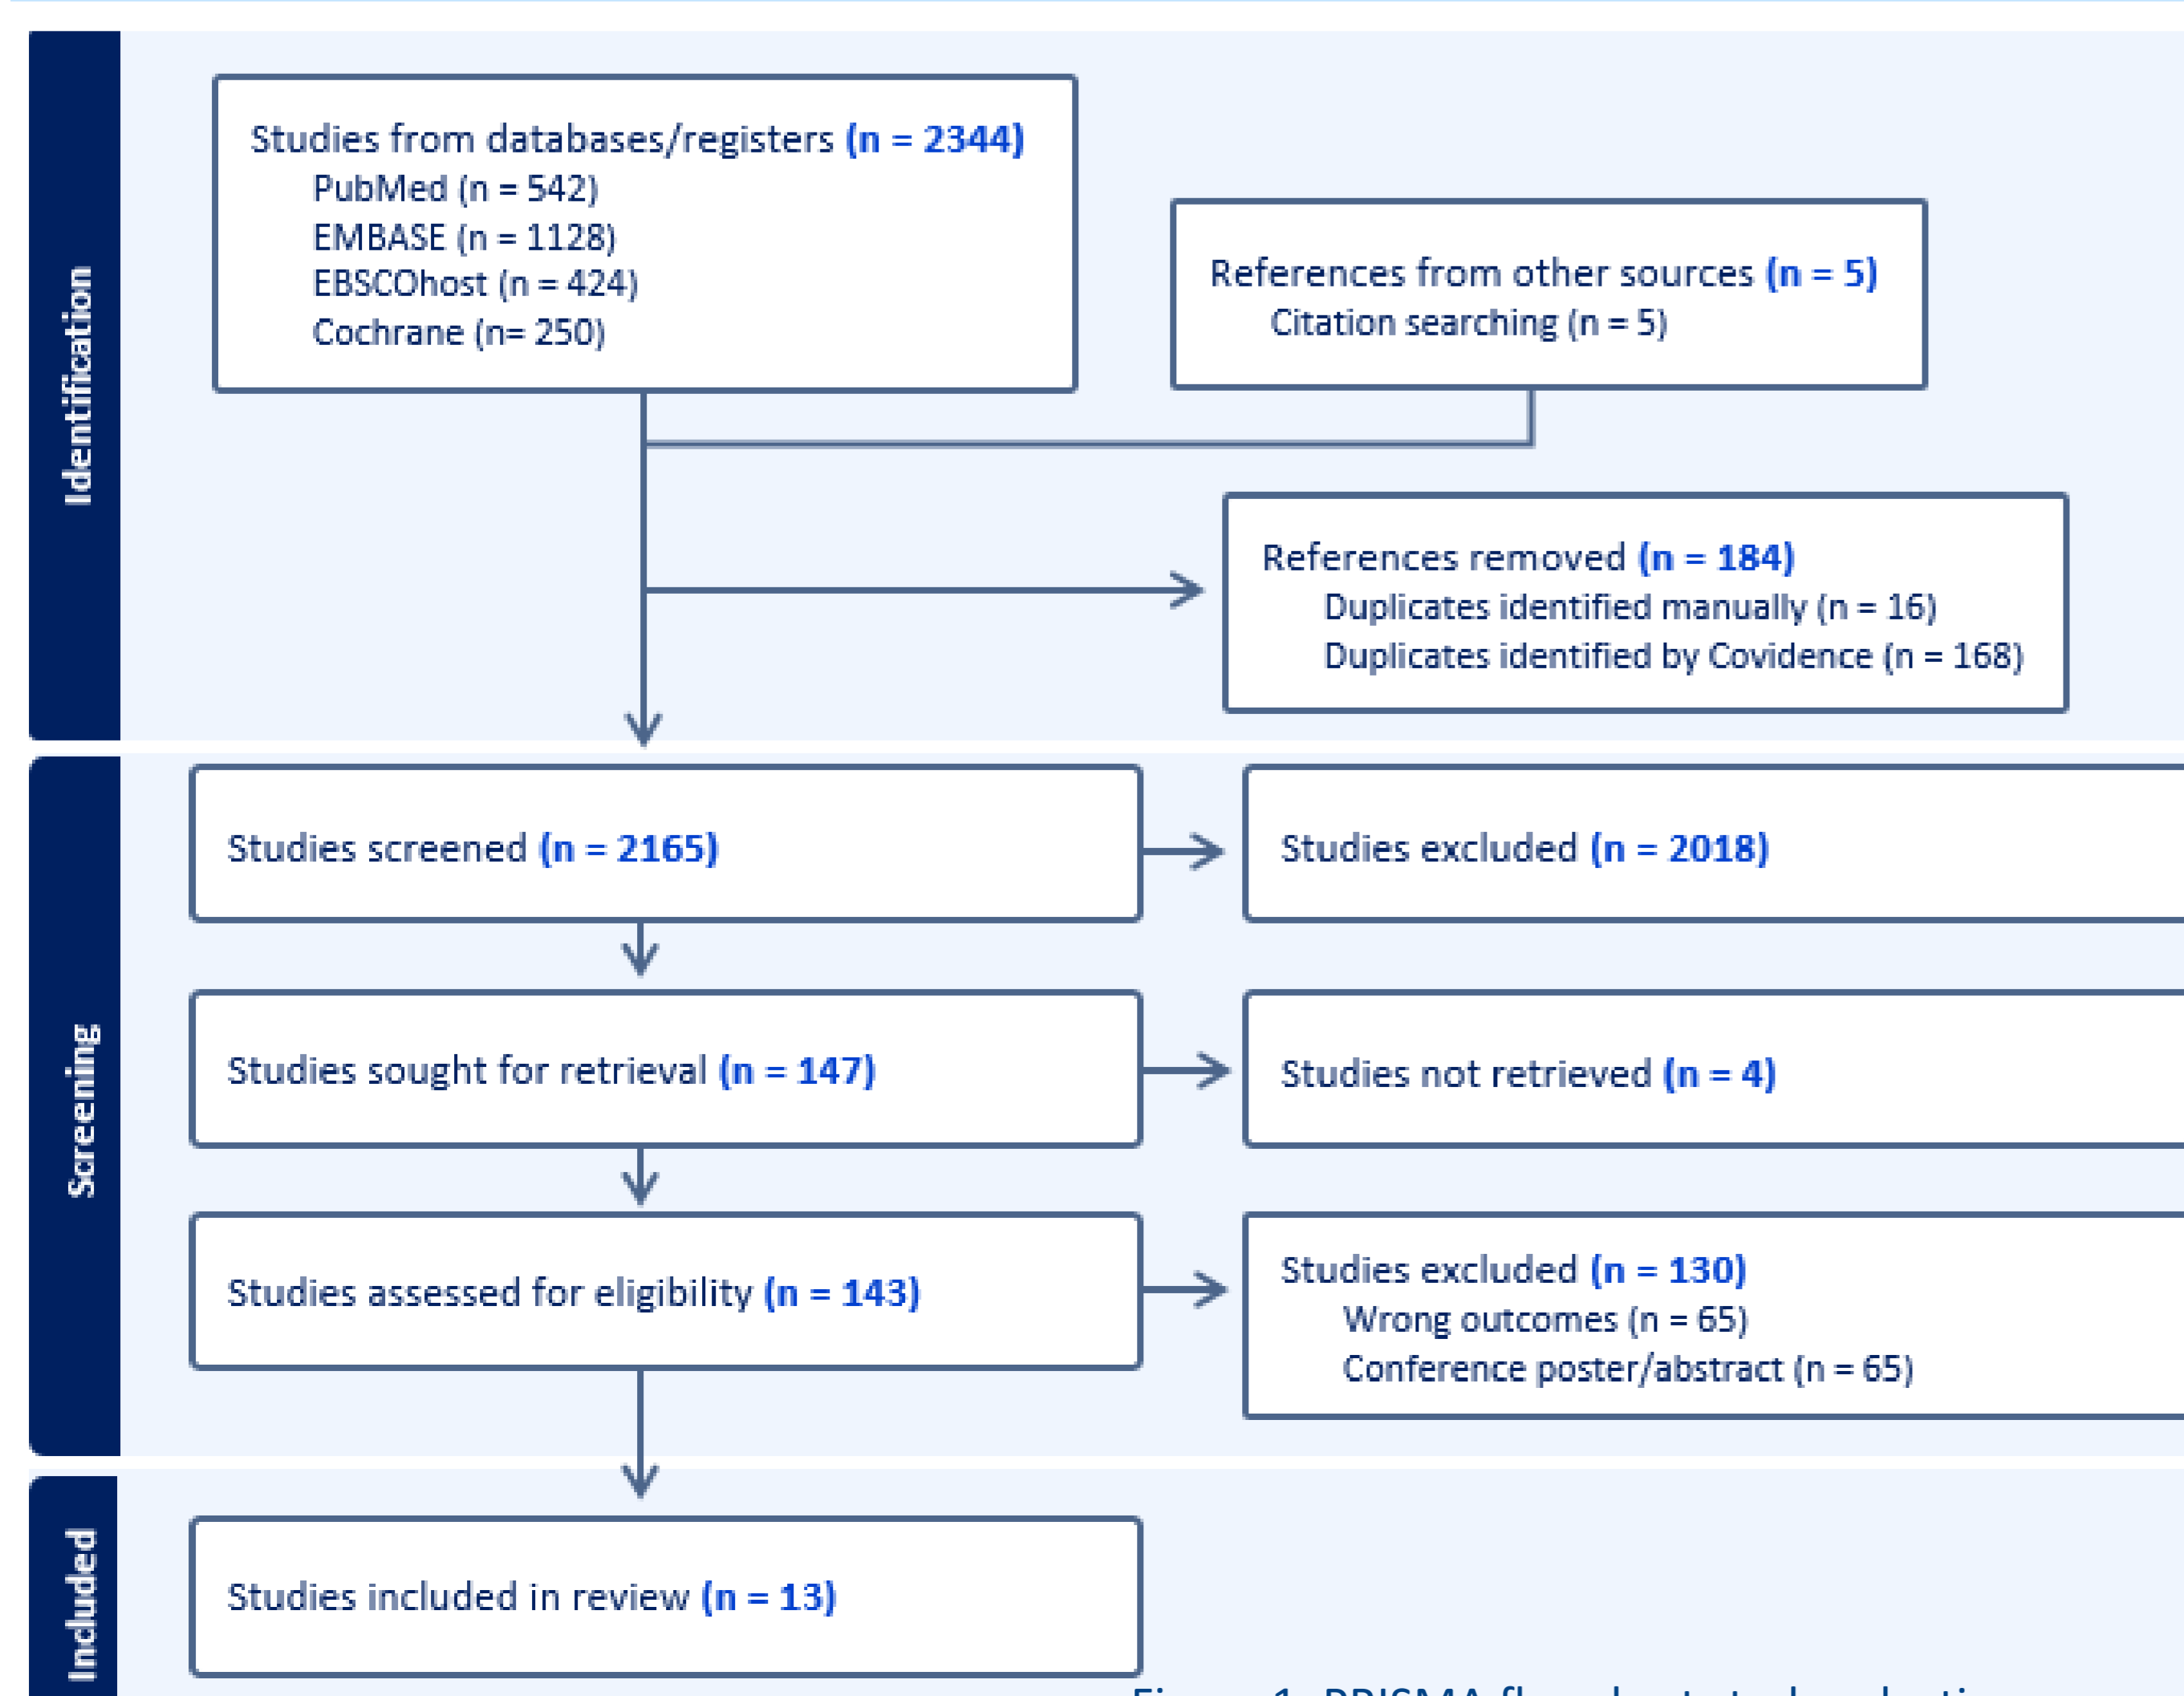 Identification
Studies from databases/registers (n = 2344)
PubMed (n = 542)
EMBASE (n = 1128)
EBSCOhost (n = 424)
Cochrane (n= 250)
References from other sources (n = 5)
Citation searching (n = 5)
References removed (n = 184)
Duplicates identified manually (n = 16)
Duplicates identified by Covidence (n = 168)
Screening
Studies screened (n = 2165)
Studies excluded (n = 2018)
Studies sought for retrieval (n = 147)
Studies not retrieved (n = 4)
Studies assessed for eligibility (n = 143)
Studies excluded (n = 130)
Wrong outcomes (n = 65)
Conference poster/abstract (n = 65)
Included
Studies included in review (n = 13)
1. PRISMA